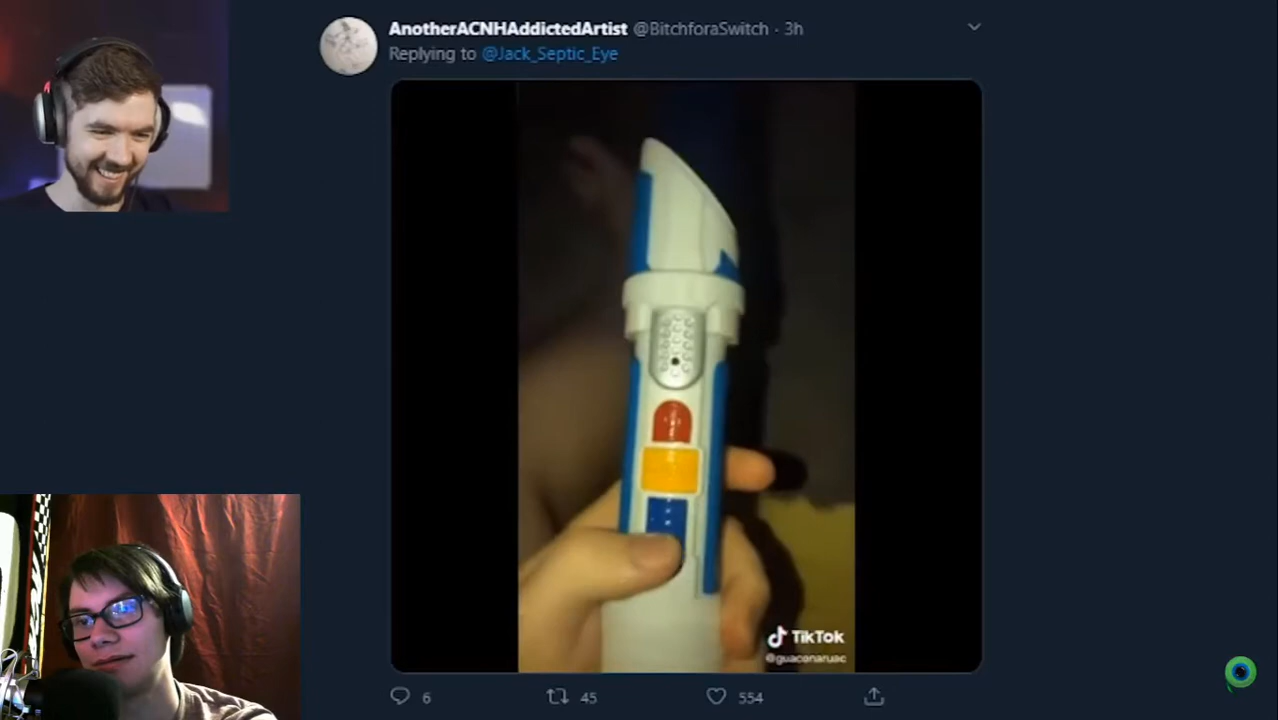 AnotherACNHAddictedArtist @BitchforaSwitch · 3h
Replying to @Jack_Septic_Eye
TikTok
@guaconaruac
6 45 554